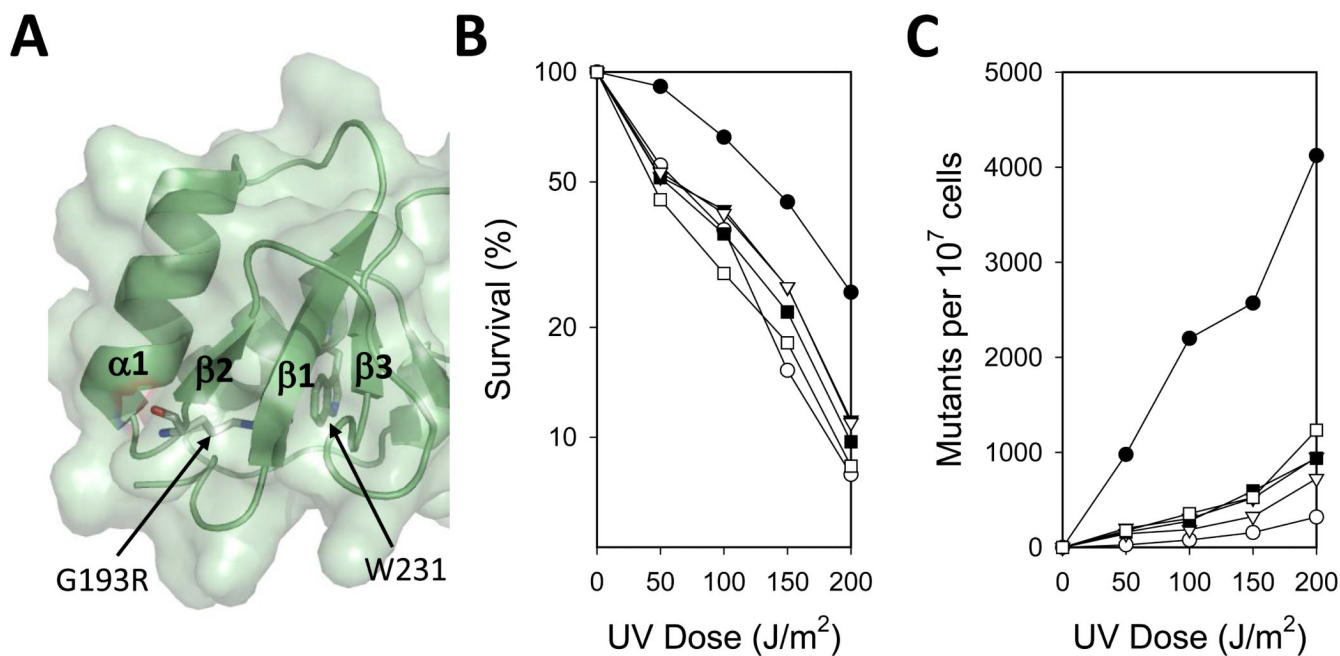 A
α1
β2
β1
β3
G193R
W231
B
100
50
20
10
Survival (%)
0 50 100 150 200
UV Dose (J/m²)
C
5000
4000
3000
2000
1000
0
Mutants per 10⁷ cells
0 50 100 150 200
UV Dose (J/m²)